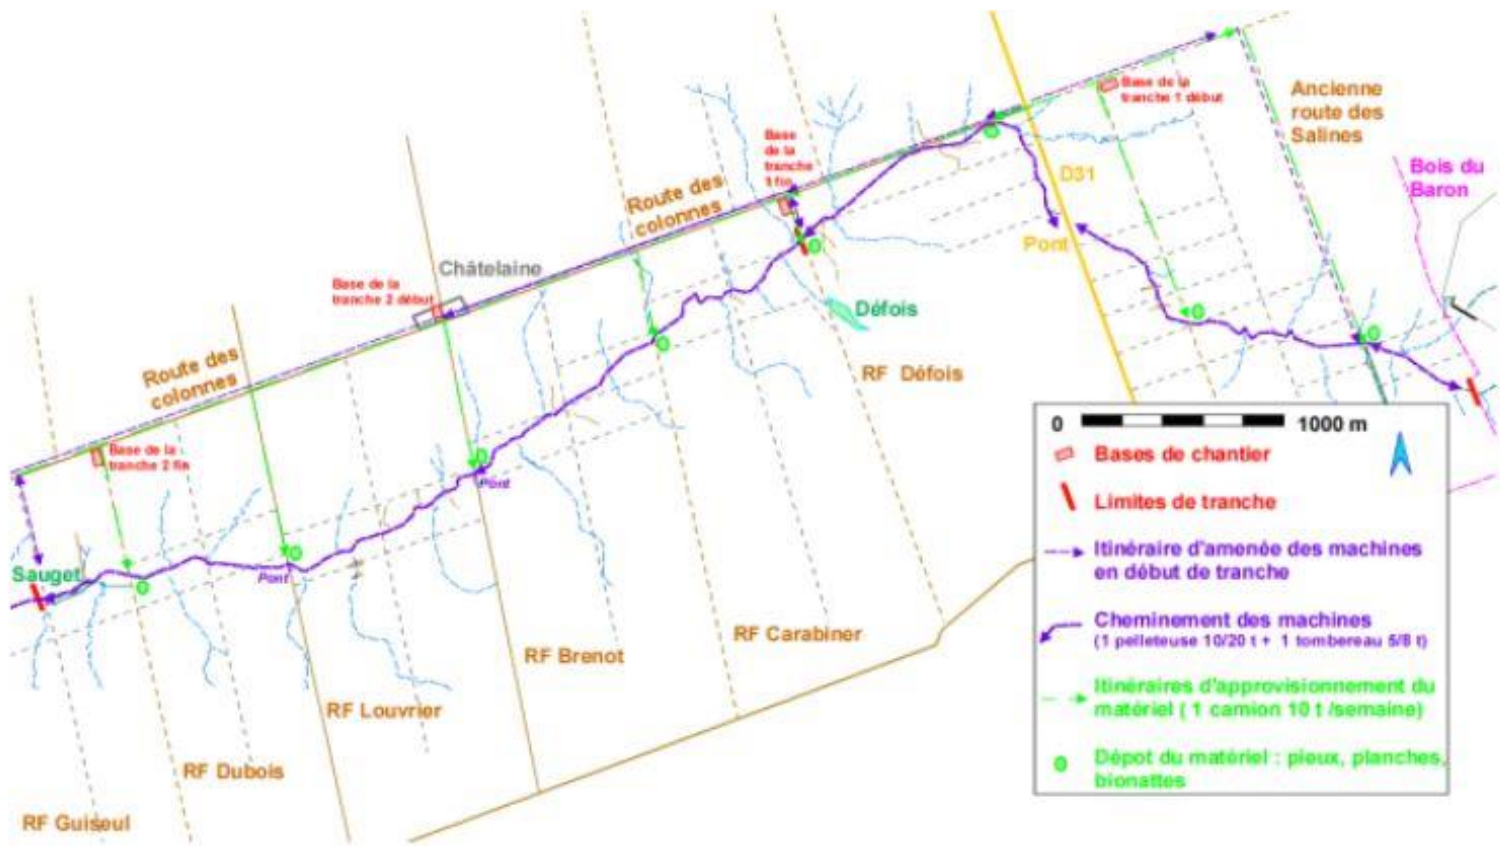 Base de la
tranche 1 début
Ancienne
route des
Salines
Bois du
Baron
Base
de la
tranche
1 fin
D31
Route des
colonnes
Pont
Châtelaine
Base de la
tranche 2 début
Défois
Route des
colonnes
RF Défois
Base de la
tranche 2 fin
Pont
Sauget
Pont
RF Carabiner
RF Brenot
RF Louvrier
RF Dubois
RF Guiseul
0 1000 m
Bases de chantier
Limites de tranche
Itinéraire d'amenée des machines
en début de tranche
Cheminement des machines
(1 pelleteuse 10/20 t + 1 tombereau 5/8 t)
Itinéraires d'approvisionnement du
matériel ( 1 camion 10 t /semaine)
Dépot du matériel : pieux, planches,
bionattes